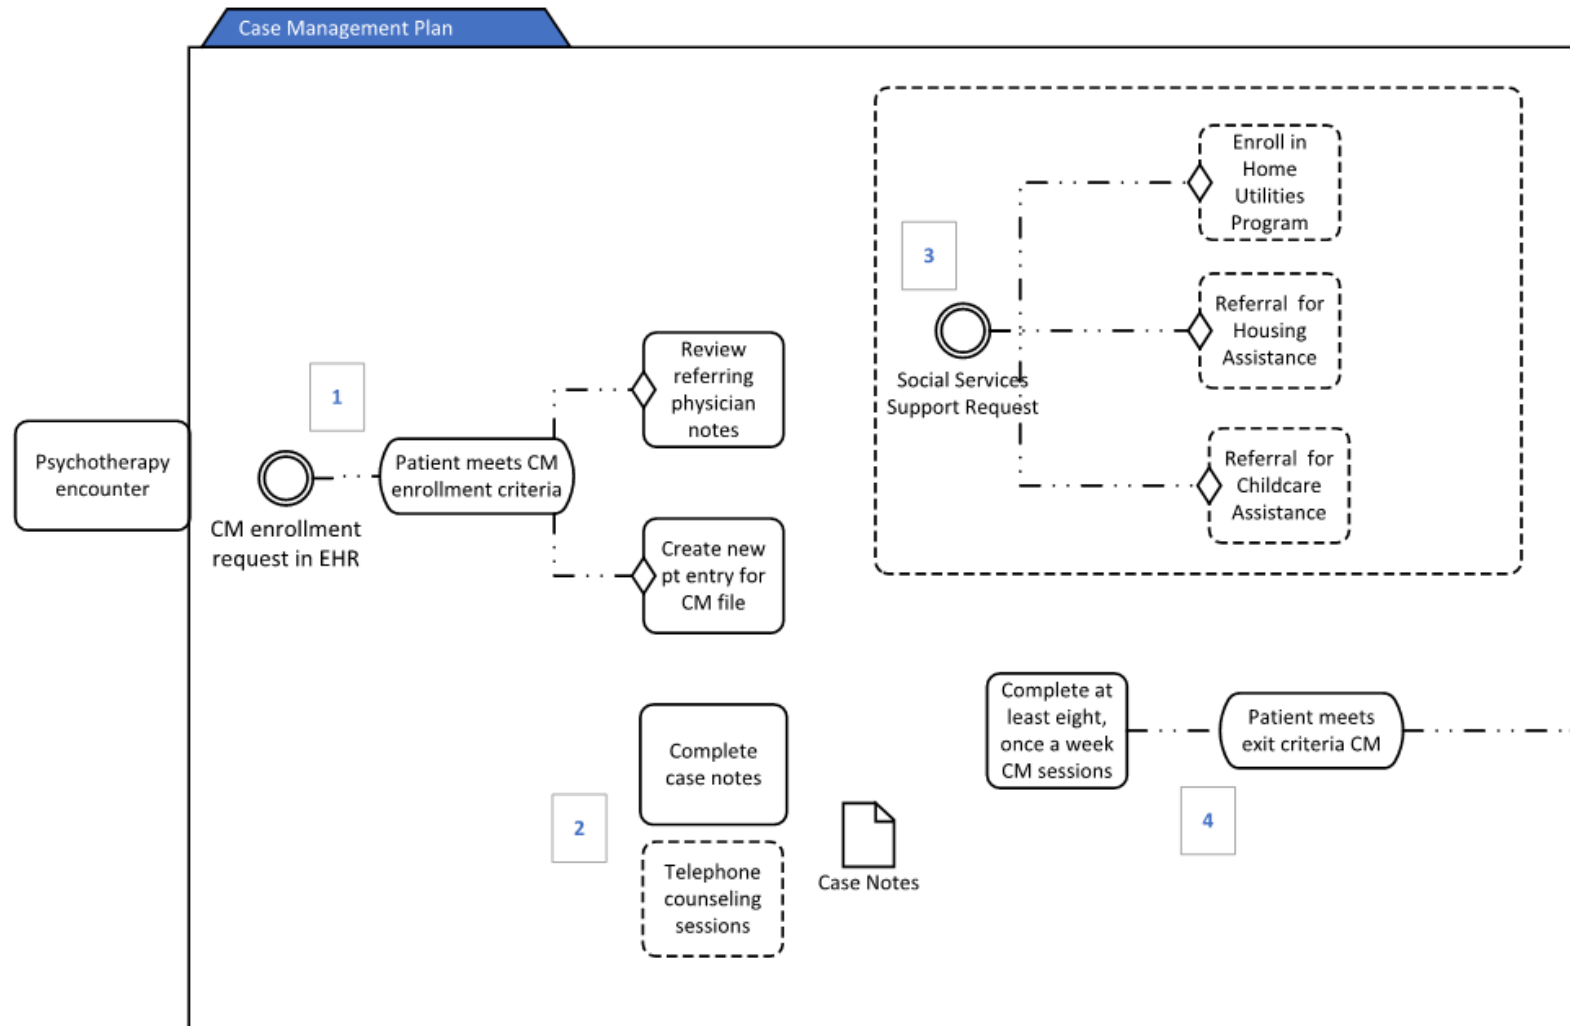 Case Management Plan
Enroll in
Home
Utilities
Program
3
Referral for
Housing
Assistance
Social Services
Support Request
Referral for
Childcare
Assistance
1
Review
referring
physician
notes
Psychotherapy
encounter
Patient meets CM
enrollment criteria
CM enrollment
request in EHR
Create new
pt entry for
CM file
Complete
case notes
2
Telephone
counseling
sessions
Case Notes
Complete at
least eight,
once a week
CM sessions
Patient meets
exit criteria CM
4